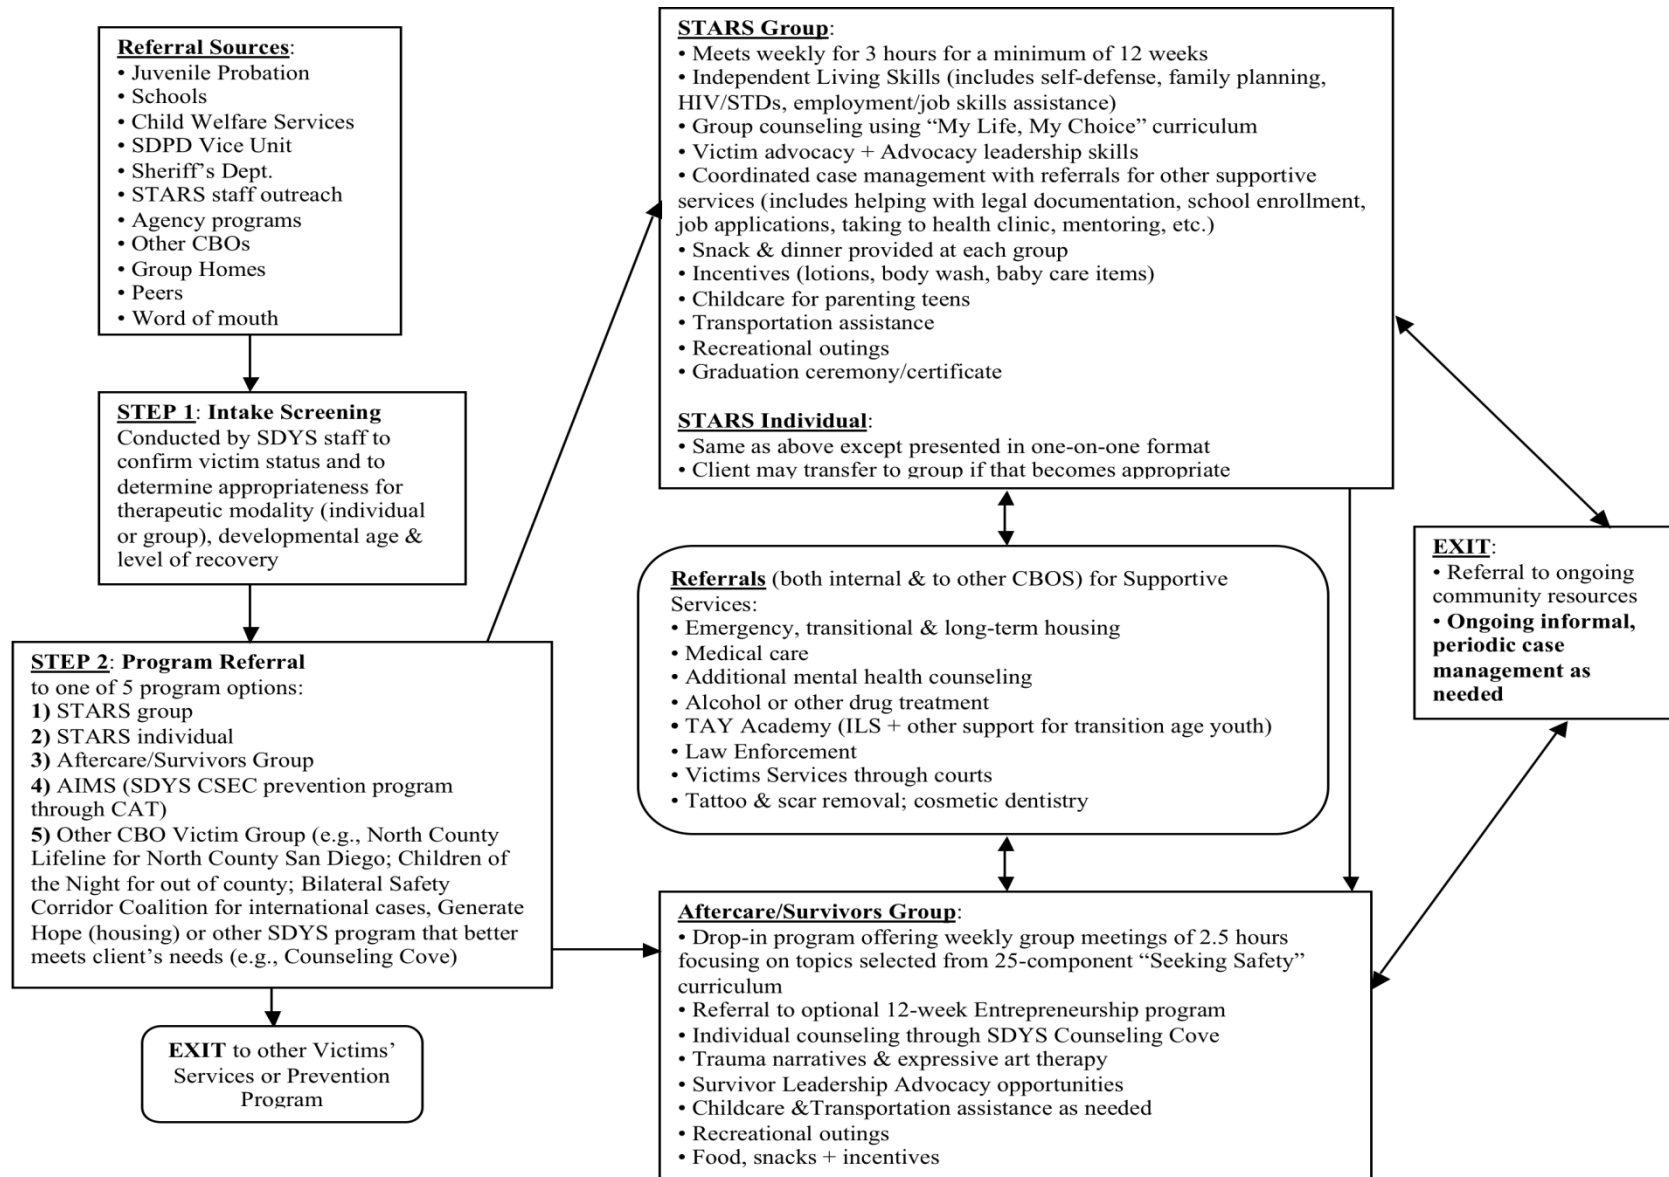 Referral Sources:
• Juvenile Probation
• Schools
• Child Welfare Services
• SDPD Vice Unit
• Sheriff’s Dept.
• STARS staff outreach
• Agency programs
• Other CBOs
• Group Homes
• Peers
• Word of mouth
STEP 1: Intake Screening
Conducted by SDYS staff to
confirm victim status and to
determine appropriateness for
therapeutic modality (individual
or group), developmental age &
level of recovery
STEP 2: Program Referral
to one of 5 program options:
1) STARS group
2) STARS individual
3) Aftercare/Survivors Group
4) AIMS (SDYS CSEC prevention program
through CAT)
5) Other CBO Victim Group (e.g., North County
Lifeline for North County San Diego; Children of
the Night for out of county; Bilateral Safety
Corridor Coalition for international cases, Generate
Hope (housing) or other SDYS program that better
meets client’s needs (e.g., Counseling Cove)
EXIT to other Victims’
Services or Prevention
Program
STARS Group:
• Meets weekly for 3 hours for a minimum of 12 weeks
• Independent Living Skills (includes self-defense, family planning,
HIV/STDs, employment/job skills assistance)
• Group counseling using “My Life, My Choice” curriculum
• Victim advocacy + Advocacy leadership skills
• Coordinated case management with referrals for other supportive
services (includes helping with legal documentation, school enrollment,
job applications, taking to health clinic, mentoring, etc.)
• Snack & dinner provided at each group
• Incentives (lotions, body wash, baby care items)
• Childcare for parenting teens
• Transportation assistance
• Recreational outings
• Graduation ceremony/certificate
STARS Individual:
• Same as above except presented in one-on-one format
• Client may transfer to group if that becomes appropriate
Referrals (both internal & to other CBOS) for Supportive
Services:
• Emergency, transitional & long-term housing
• Medical care
• Additional mental health counseling
• Alcohol or other drug treatment
• TAY Academy (ILS + other support for transition age youth)
• Law Enforcement
• Victims Services through courts
• Tattoo & scar removal; cosmetic dentistry
Aftercare/Survivors Group:
• Drop-in program offering weekly group meetings of 2.5 hours
focusing on topics selected from 25-component “Seeking Safety”
curriculum
• Referral to optional 12-week Entrepreneurship program
• Individual counseling through SDYS Counseling Cove
• Trauma narratives & expressive art therapy
• Survivor Leadership Advocacy opportunities
• Childcare &Transportation assistance as needed
• Recreational outings
• Food, snacks + incentives
EXIT:
• Referral to ongoing
community resources
• Ongoing informal,
periodic case
management as
needed